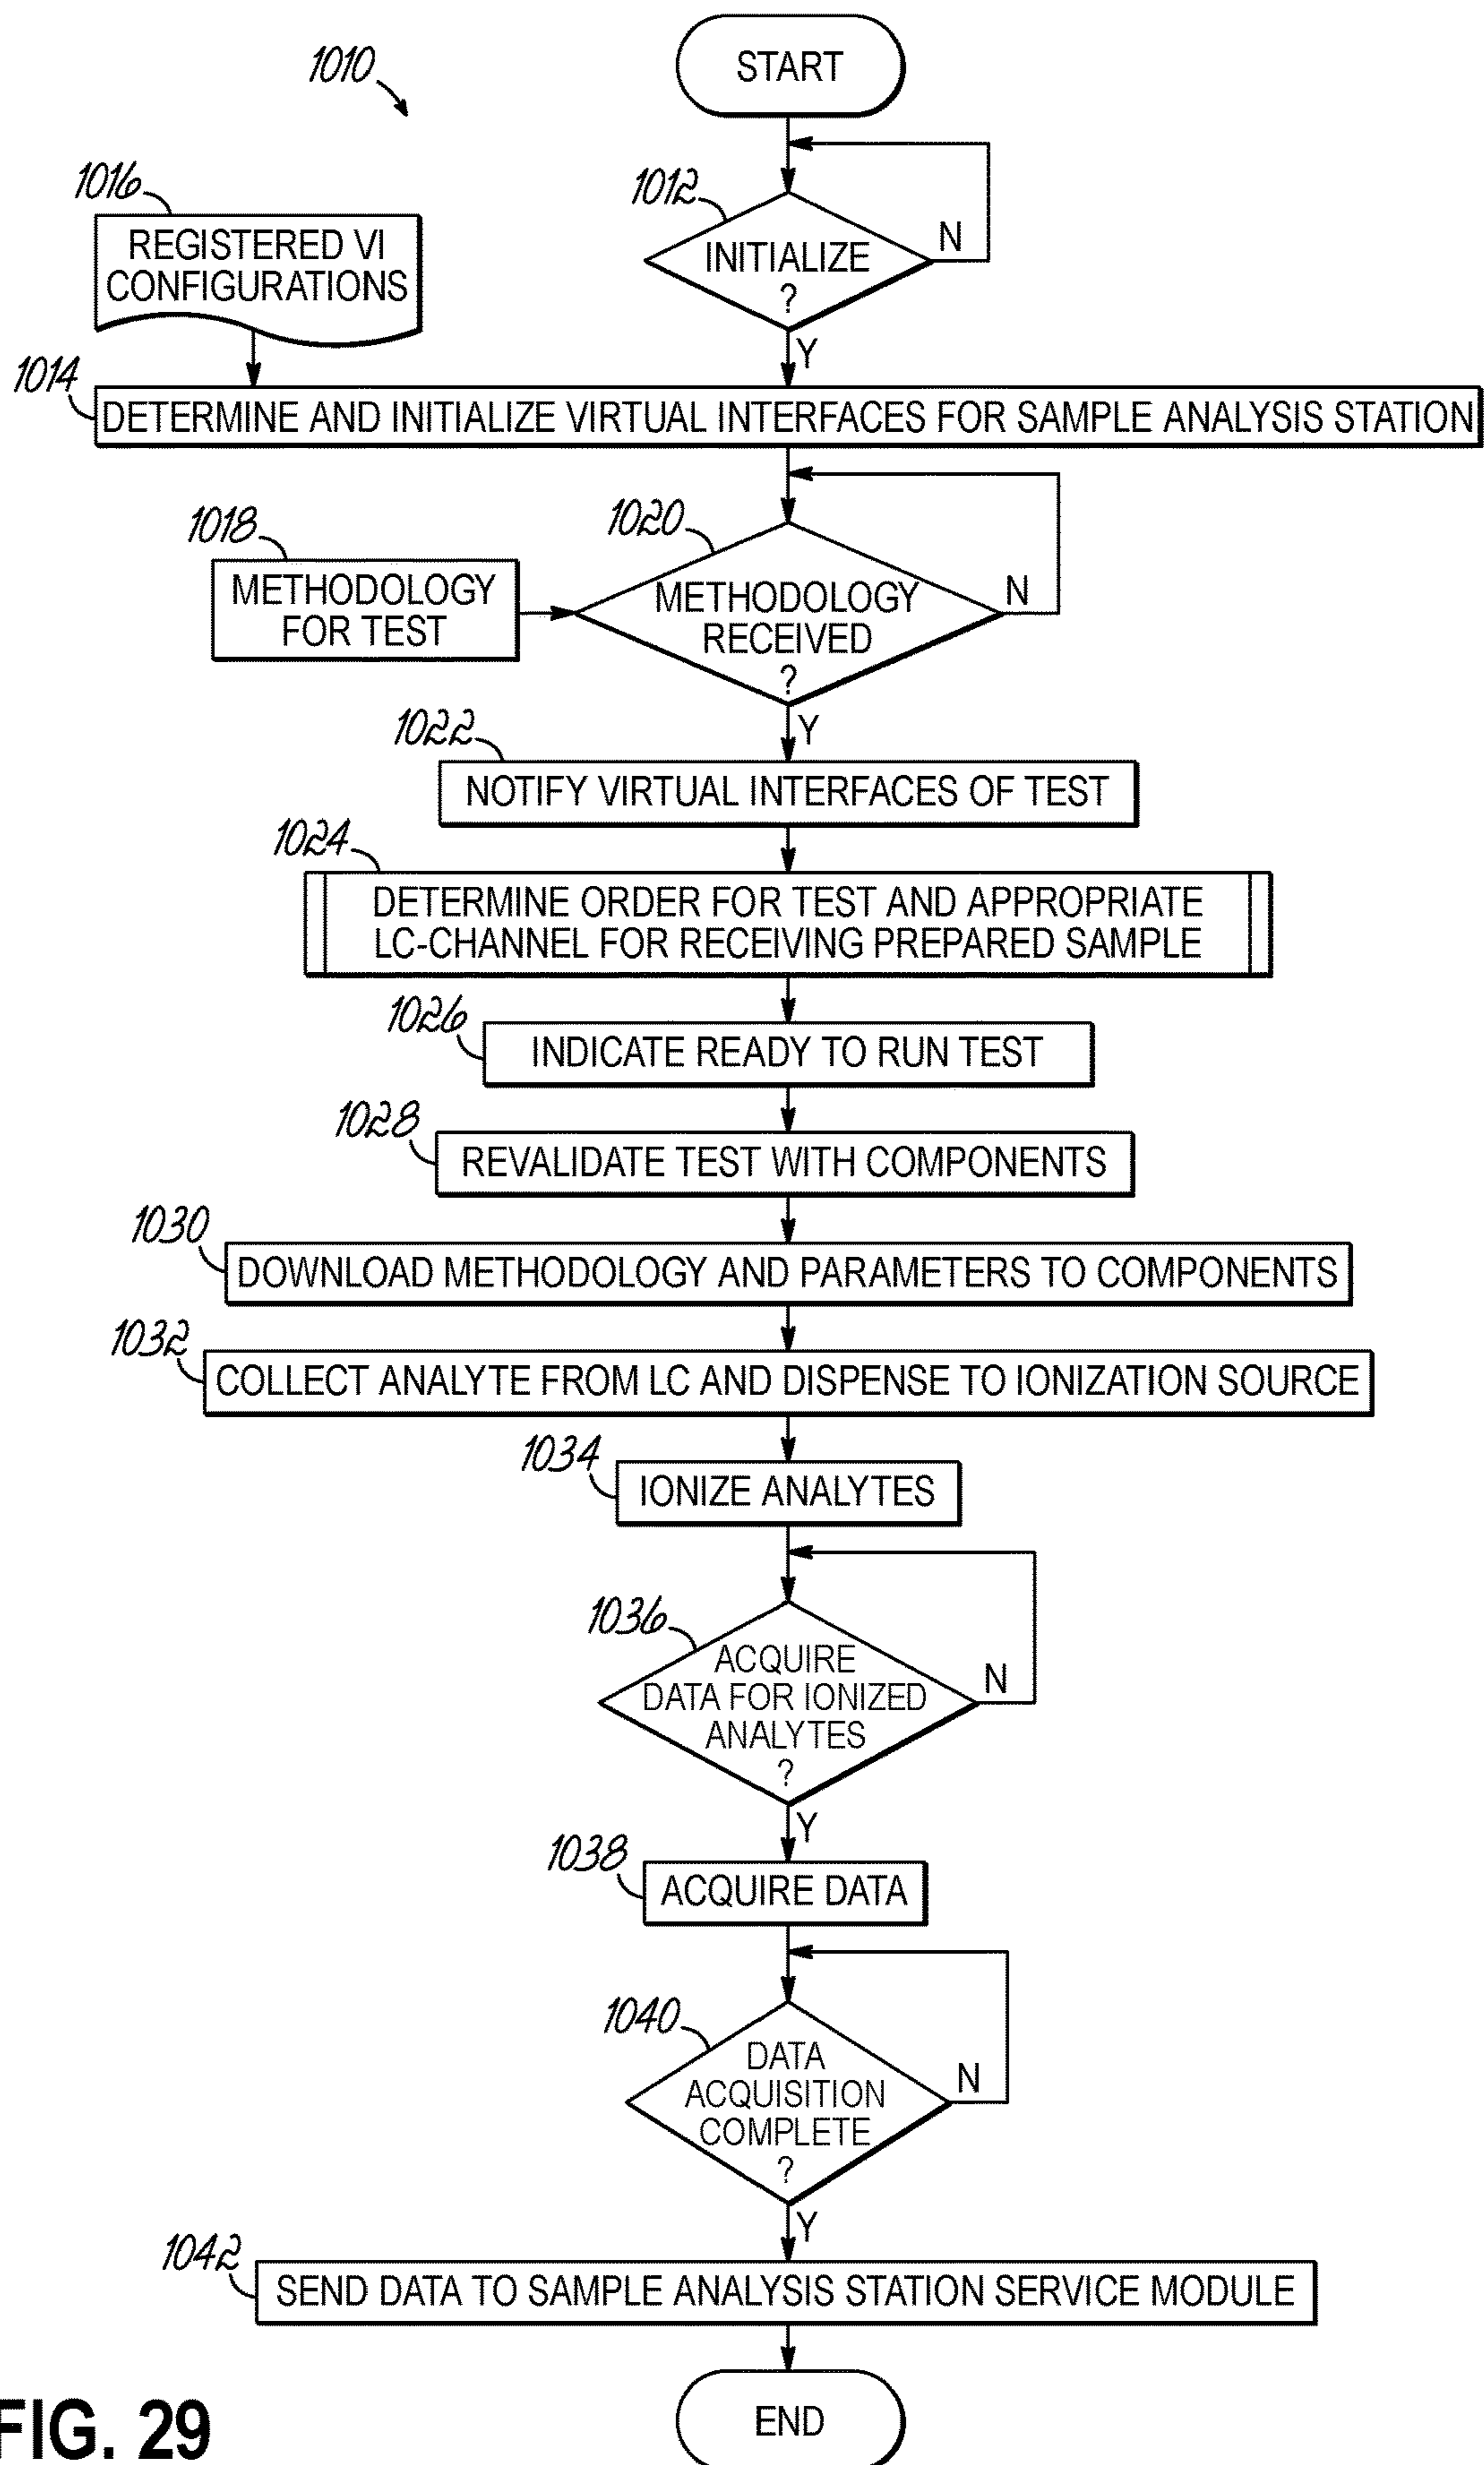 START
1010
1016
REGISTERED VI
CONFIGURATIONS
1012
INITIALIZE
?
N
Y
1014
DETERMINE AND INITIALIZE VIRTUAL INTERFACES FOR SAMPLE ANALYSIS STATION
1018
METHODOLOGY
FOR TEST
1020
METHODOLOGY
RECEIVED
?
N
Y
1022
NOTIFY VIRTUAL INTERFACES OF TEST
1024
DETERMINE ORDER FOR TEST AND APPROPRIATE
LC-CHANNEL FOR RECEIVING PREPARED SAMPLE
1026
INDICATE READY TO RUN TEST
1028
REVALIDATE TEST WITH COMPONENTS
1030
DOWNLOAD METHODOLOGY AND PARAMETERS TO COMPONENTS
1032
COLLECT ANALYTE FROM LC AND DISPENSE TO IONIZATION SOURCE
1034
IONIZE ANALYTES
1036
ACQUIRE
DATA FOR IONIZED
ANALYTES
?
N
Y
1038
ACQUIRE DATA
1040
DATA
ACQUISITION
COMPLETE
?
N
Y
1042
SEND DATA TO SAMPLE ANALYSIS STATION SERVICE MODULE
END
FIG. 29